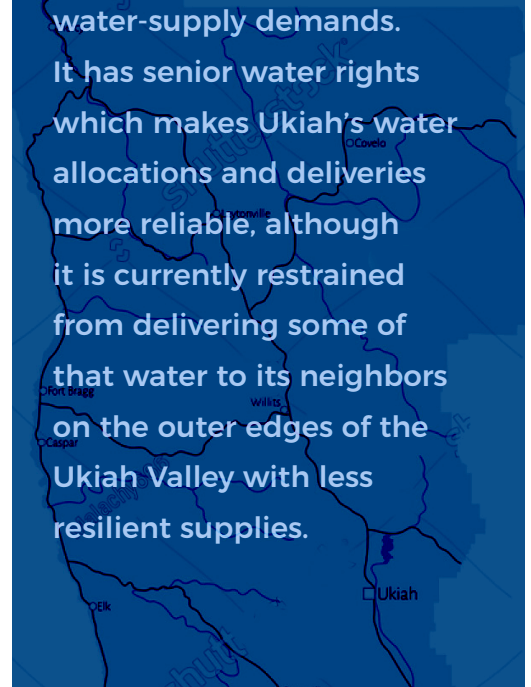 water-supply demands.
It has senior water rights
which makes Ukiah's water
allocations and deliveries
more reliable, although
it is currently restrained
from delivering some of
that water to its neighbors
on the outer edges of the
Ukiah Valley with less
resilient supplies.
Covelo
Laytonville
Fort Bragg
Willits
Caspar
Ukiah
Elk
shutterstock
shutt